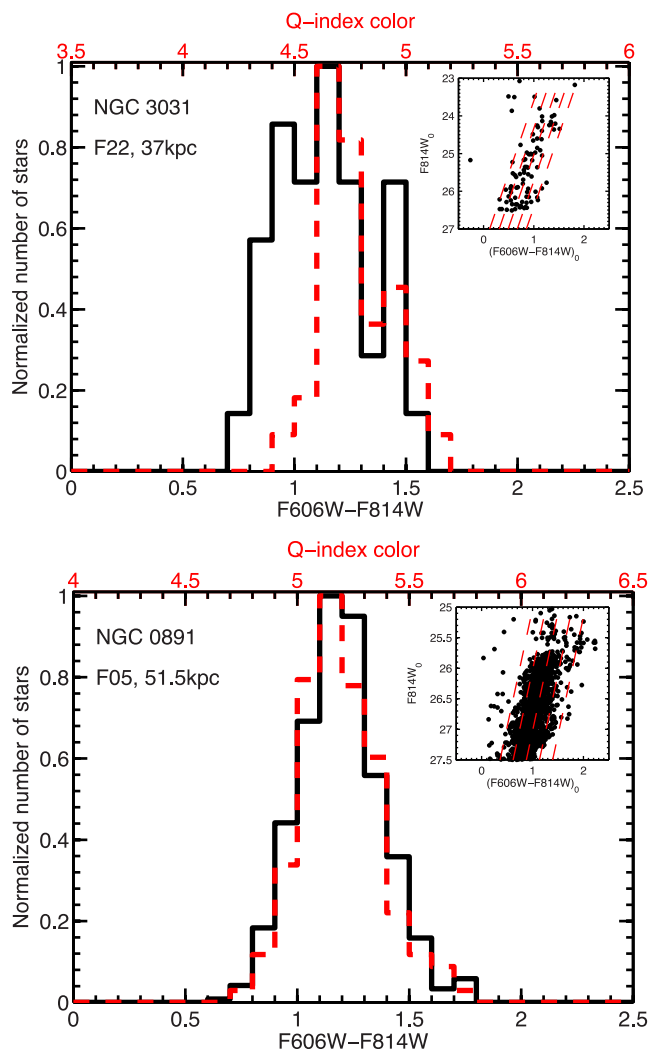 Q-index color
3.5 4 4.5 5 5.5 6
1
0.8
0.6
0.4
0.2
0
Normalized number of stars
NGC 3031
F22, 37kpc
23
24
25
26
27
F814W0
0 1 2
(F606W-F814W)0
0 0.5 1 1.5 2 2.5
F606W-F814W
Q-index color
4 4.5 5 5.5 6 6.5
1
0.8
0.6
0.4
0.2
0
Normalized number of stars
NGC 0891
F05, 51.5kpc
25
25.5
26
26.5
27
27.5
F814W0
0 1 2
(F606W-F814W)0
0 0.5 1 1.5 2 2.5
F606W-F814W